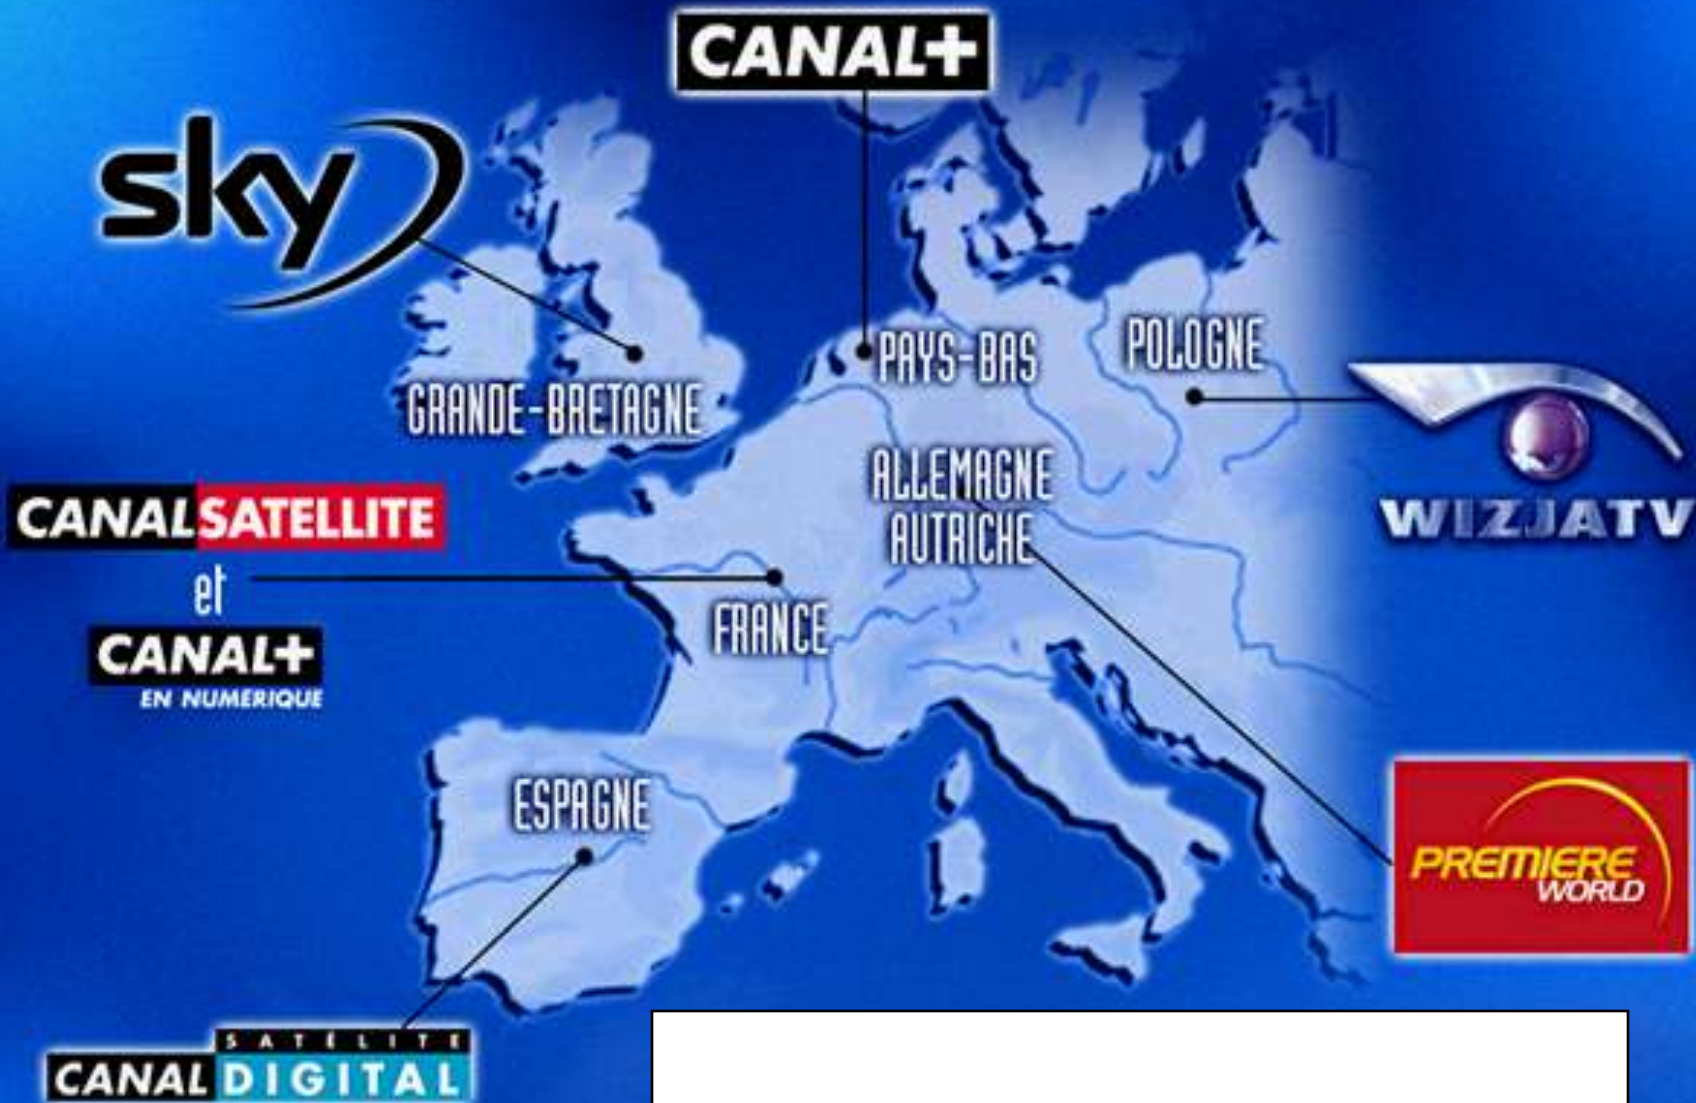 CANAL+
sky
PAYS-BAS
POLOGNE
GRANDE-BRETAGNE
WIZJATV
ALLEMAGNE
AUTRICHE
CANALSATELLITE
et
CANAL+
EN NUMERIQUE
FRANCE
ESPAGNE
PREMIERE
WORLD
SATÉLITE
CANAL DIGITAL